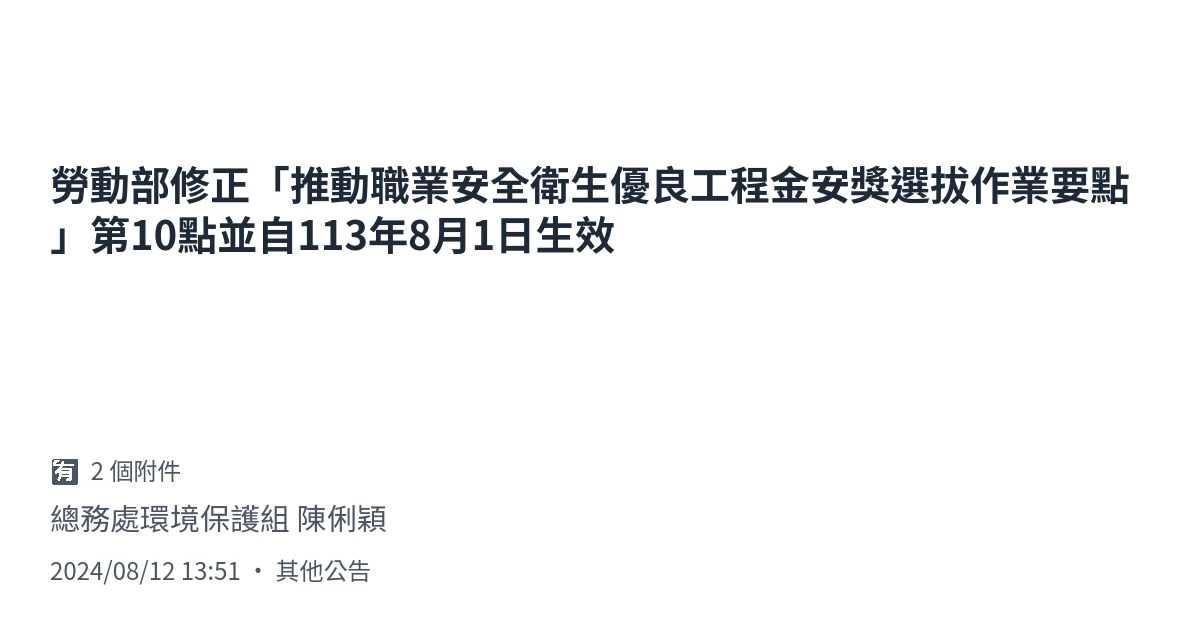 勞動部修正「推動職業安全衛生優良工程金安獎選拔作業要點
」第10點並自113年8月1日生效
有 2 個附件
總務處環境保護組 陳俐穎
2024/08/12 13:51 • 其他公告